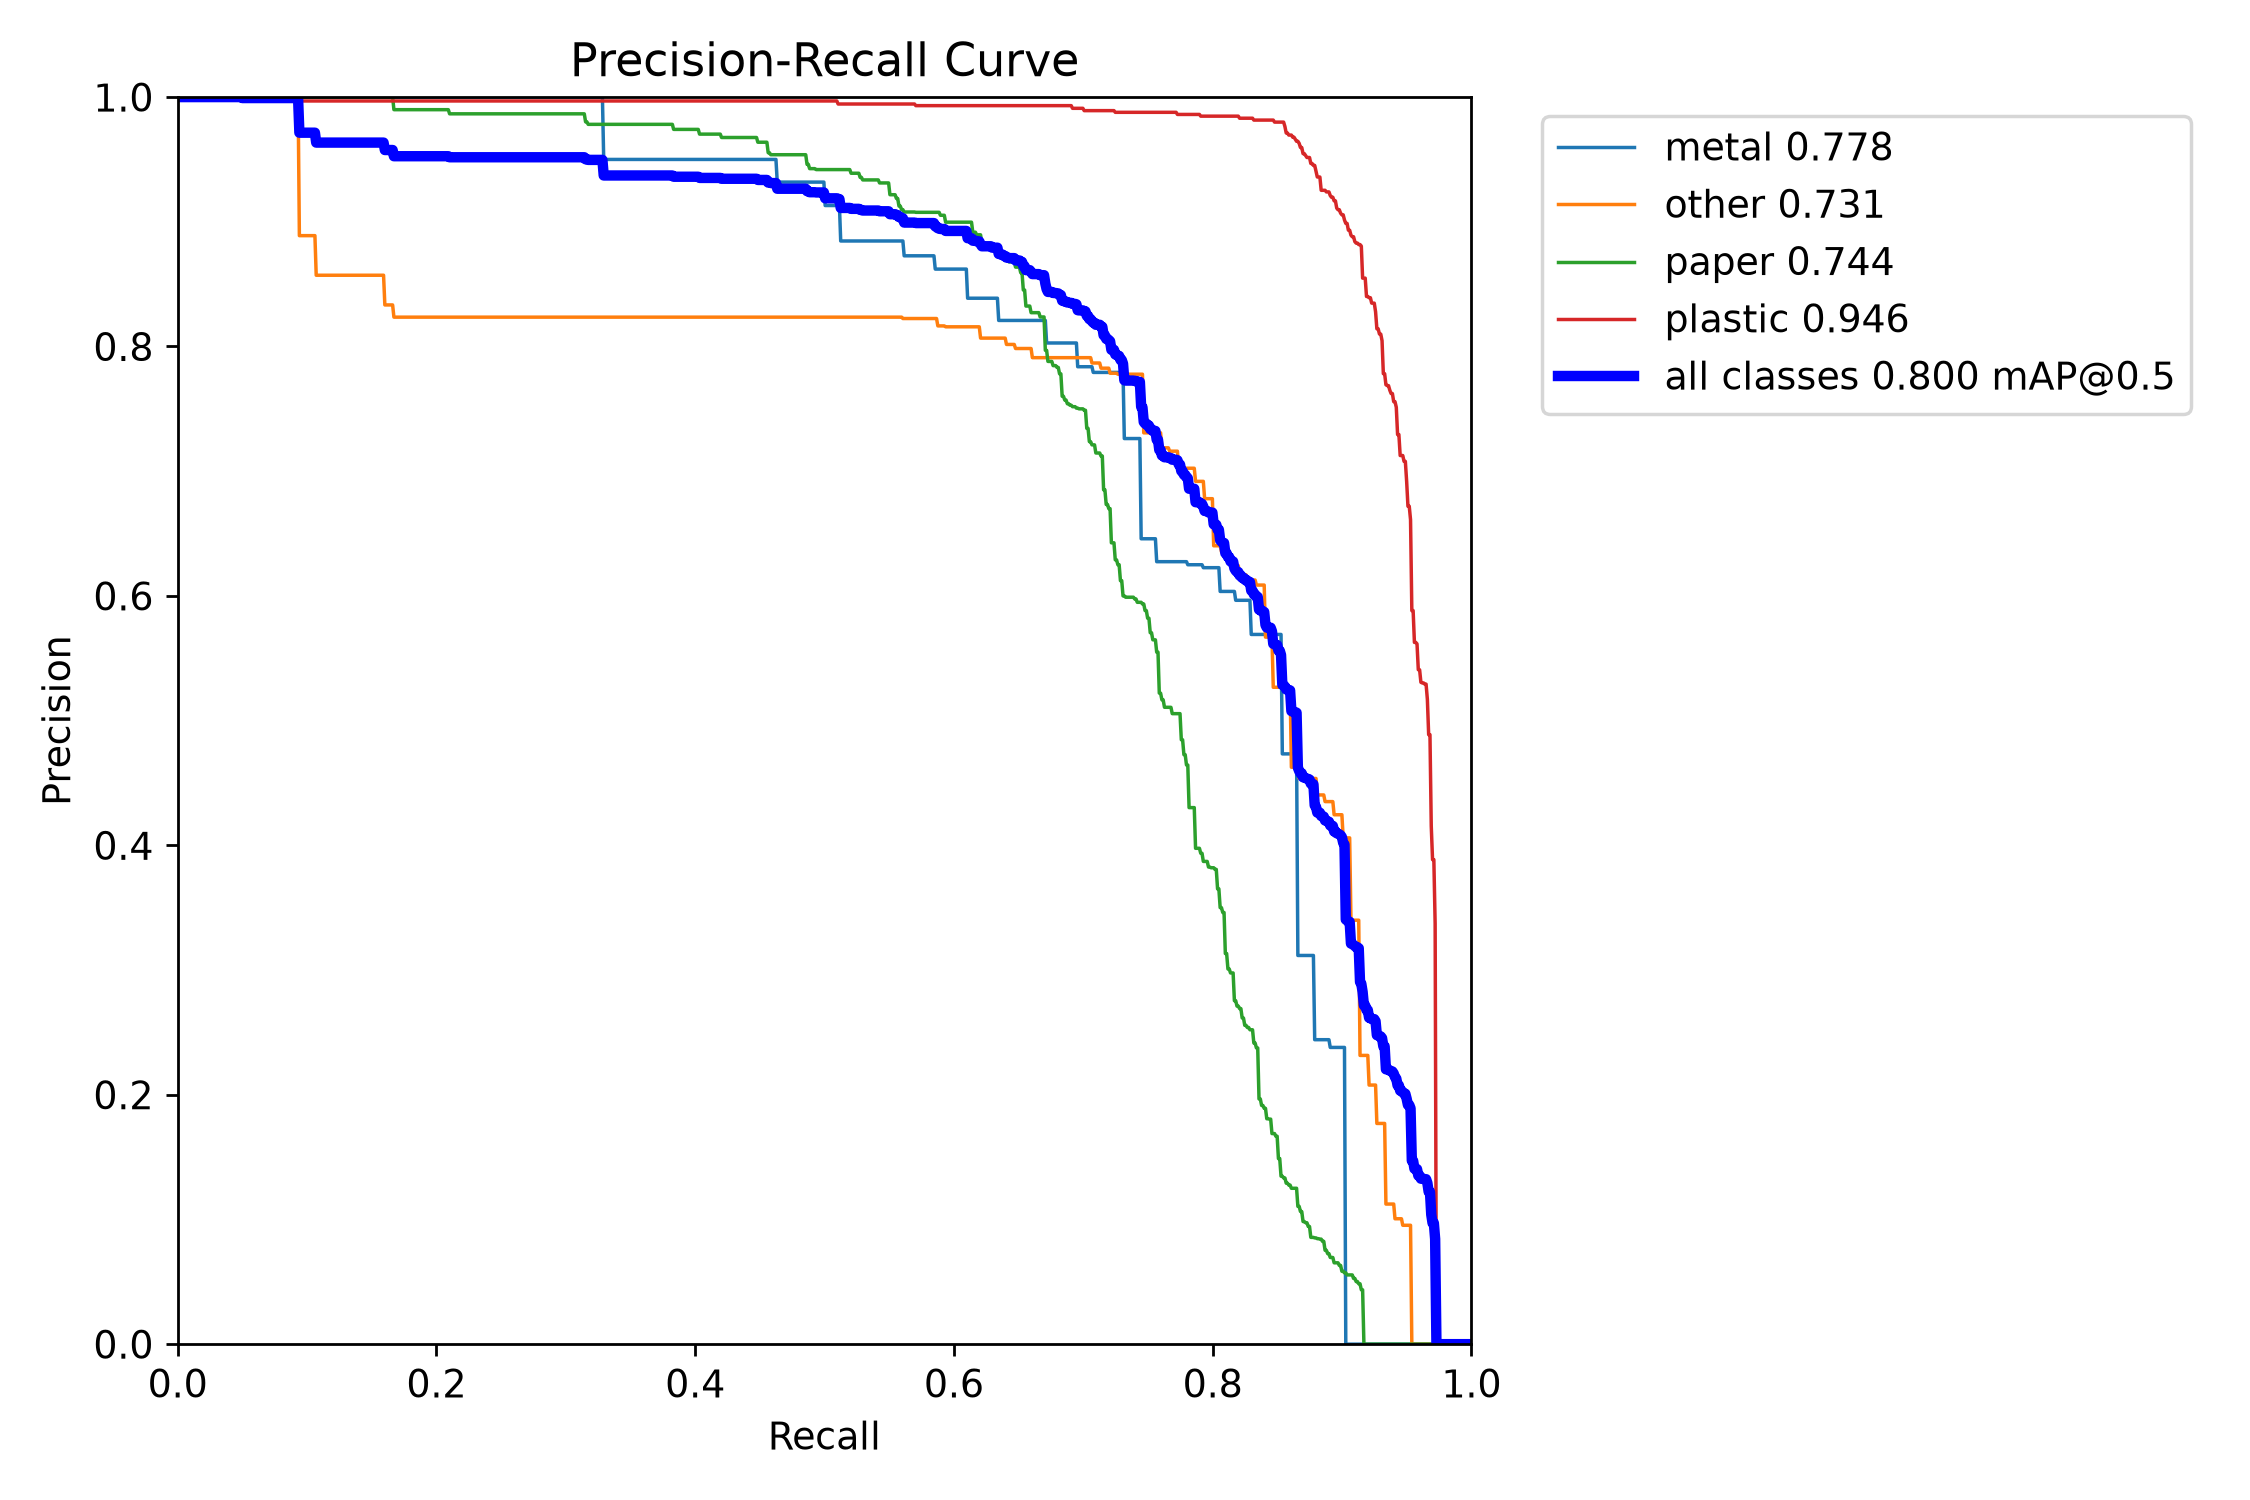 Precision-Recall Curve
1.0
0.8
0.6
0.4
0.2
0.0
Precision
0.0 0.2 0.4 0.6 0.8 1.0
Recall
metal 0.778
other 0.731
paper 0.744
plastic 0.946
all classes 0.800 mAP@0.5